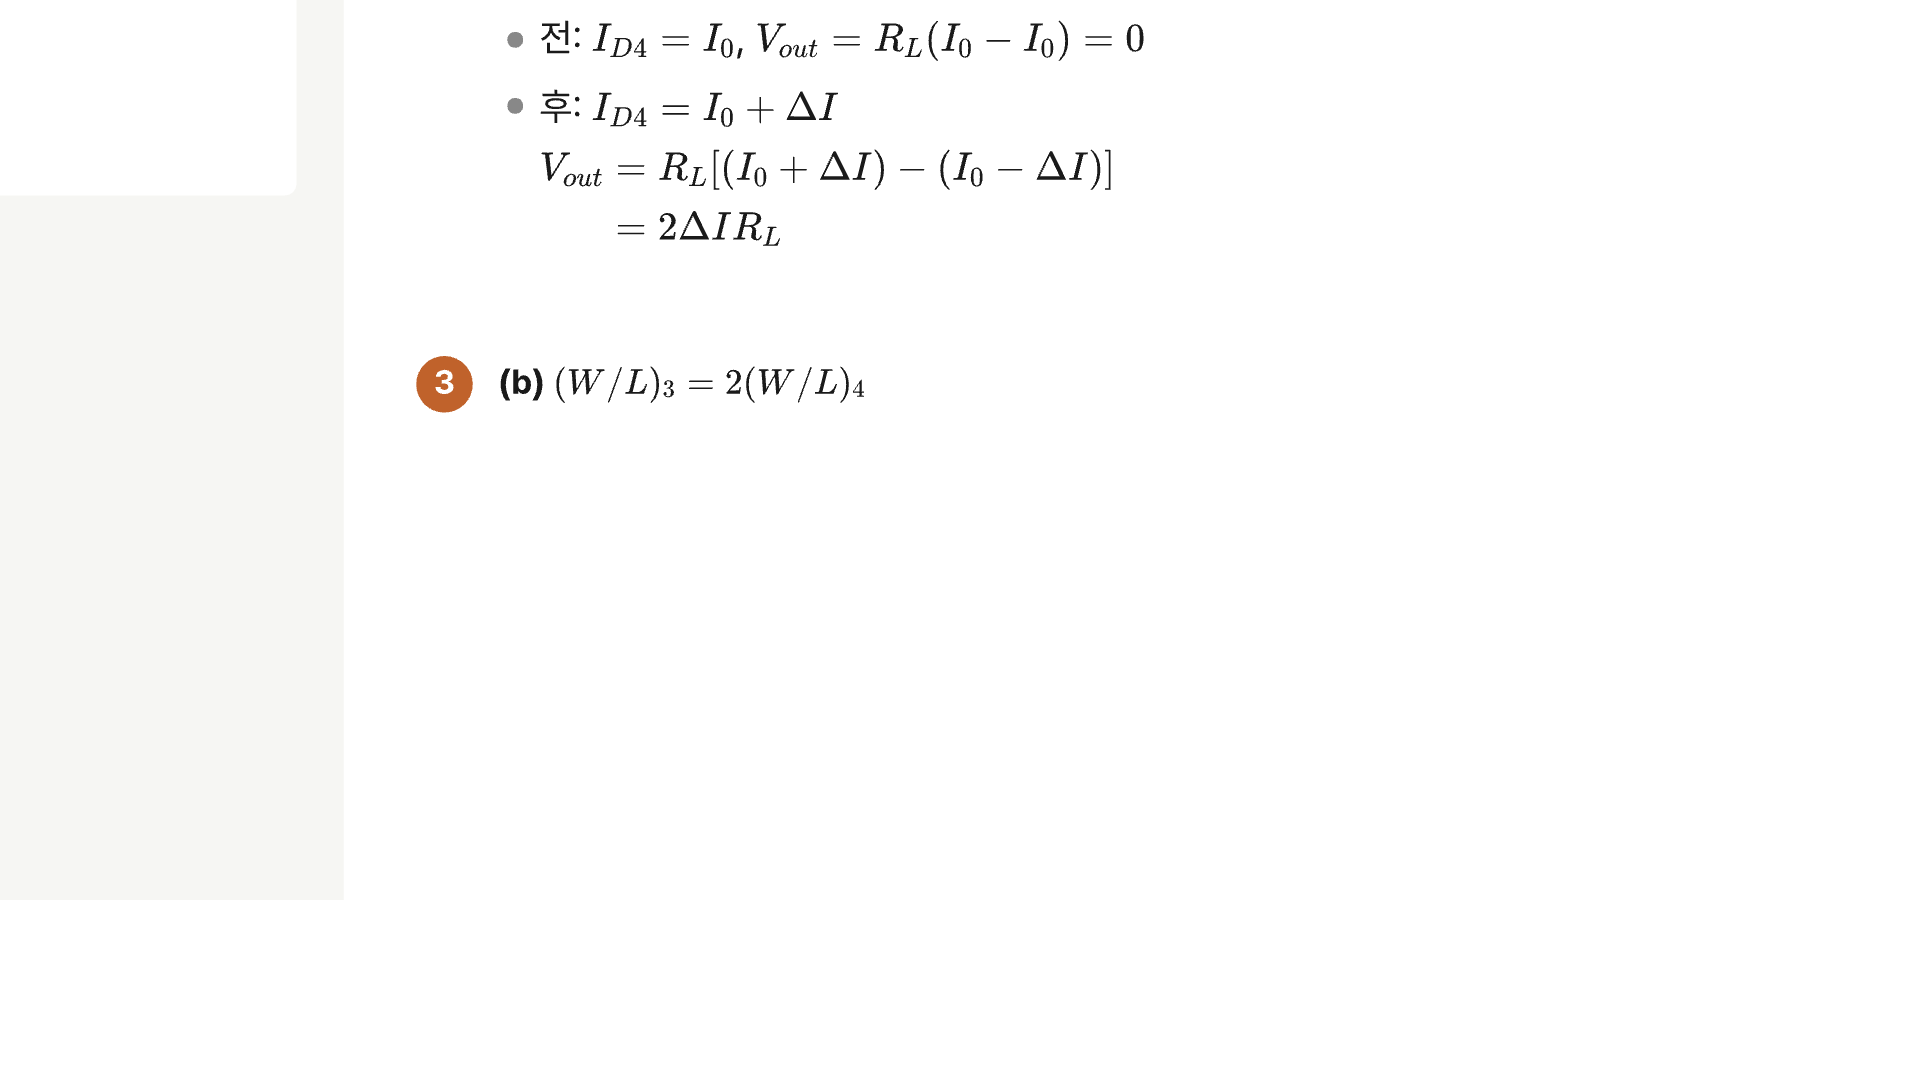 전: $I_{D4} = I_0$, $V_{out} = R_L(I_0 - I_0) = 0$
후: $I_{D4} = I_0 + \Delta I$
$V_{out} = R_L[(I_0 + \Delta I) - (I_0 - \Delta I)]$
$= 2\Delta I R_L$
3 (b) $(W/L)_3 = 2(W/L)_4$